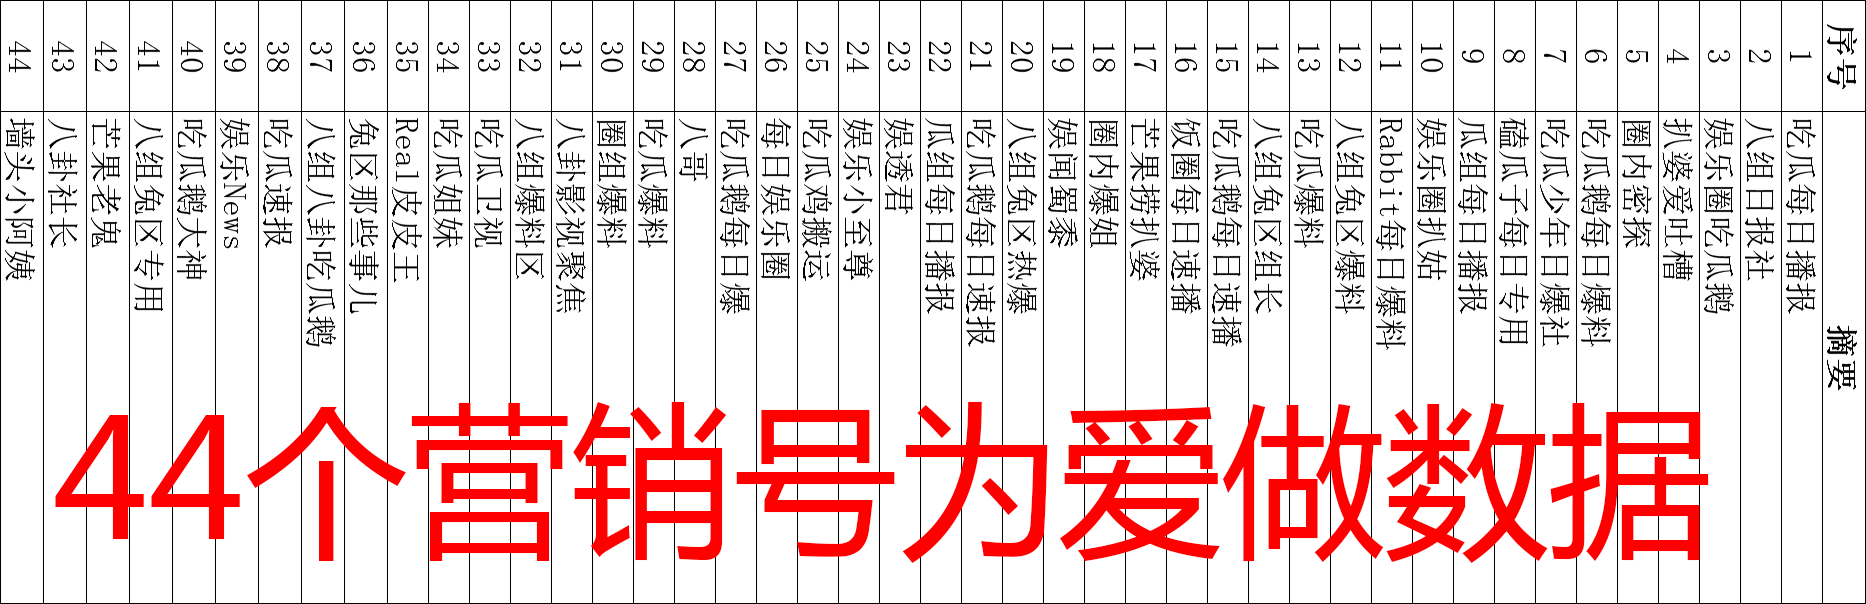 序号 摘要
1 吃瓜每日播报
2 八组日报社
3 娱乐圈吃瓜鹅
4 扒婆爱吐槽
5 圈内密探
6 吃瓜鹅每日爆料
7 吃瓜少年日爆社
8 磕瓜子每日专用
9 瓜组每日播报
10 娱乐圈扒姑
11 Rabbit每日爆料
12 八组兔区爆料
13 吃瓜爆料
14 八组兔区组长
15 吃瓜鹅每日速播
16 饭圈每日速播
17 芒果捞扒婆
18 圈内爆姐
19 娱闻蜀黍
20 八组兔区热爆
21 吃瓜鹅每日速报
22 瓜组每日播报
23 娱透君
24 娱乐小至尊
25 吃瓜鸡搬运
26 每日娱乐圈
27 吃瓜鹅每日爆
28 八哥
29 吃瓜爆料
30 圈组爆料
31 八卦影视聚焦
32 八组爆料区
33 吃瓜卫视
34 吃瓜姐妹
35 Real皮皮王
36 兔区那些事儿
37 八组八卦吃瓜鹅
38 吃瓜速报
39 娱乐News
40 吃瓜鹅大神
41 八组兔区专用
42 芒果老鬼
43 八卦社长
44 墙头小阿姨
44个营销号为爱做数据